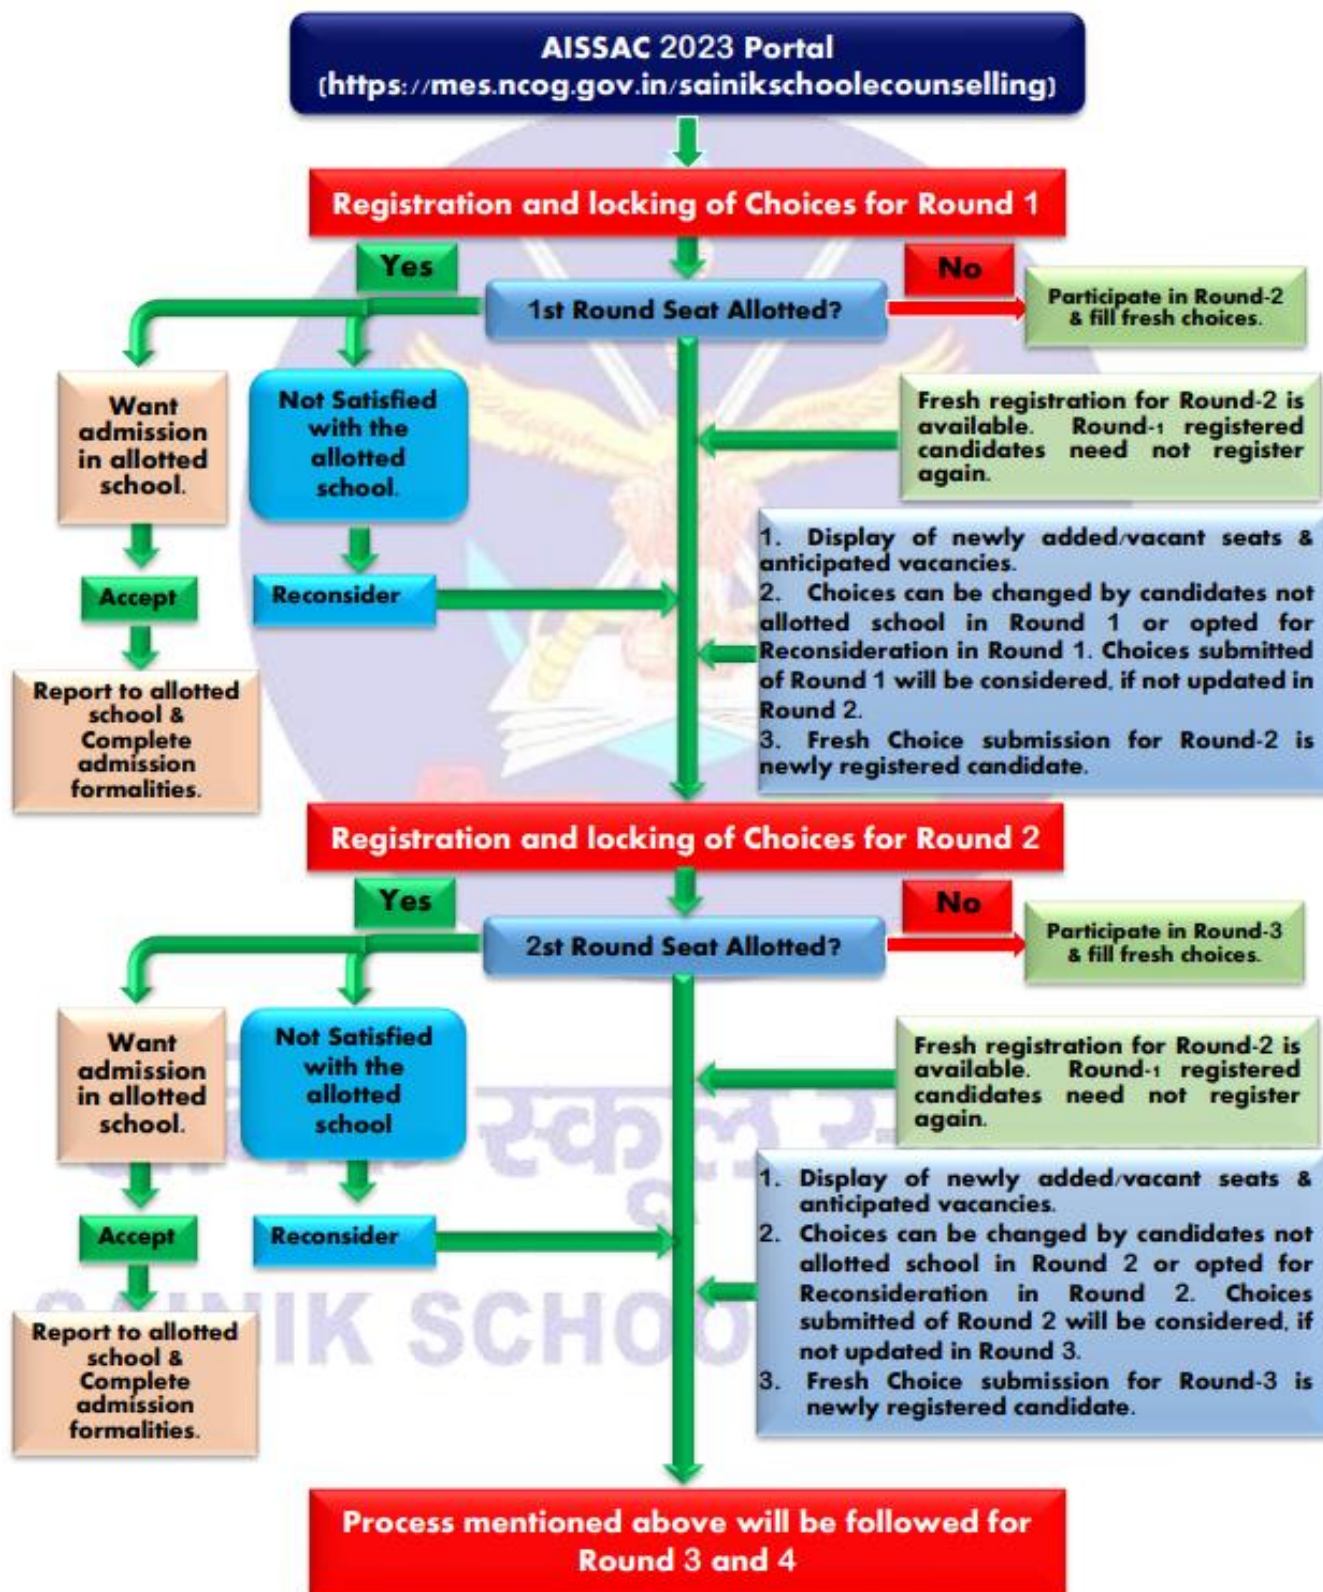 AISSAC 2023 Portal
(https://mes.ncog.gov.in/sainikschoolecounselling)
Registration and locking of Choices for Round 1
Yes
No
1st Round Seat Allotted?
Participate in Round-2
& fill fresh choices.
Want
admission
in allotted
school.
Not Satisfied
with the
allotted
school.
Fresh registration for Round-2 is
available. Round-1 registered
candidates need not register
again.
Accept
Reconsider
1. Display of newly added/vacant seats &
anticipated vacancies.
2. Choices can be changed by candidates not
allotted school in Round 1 or opted for
Reconsideration in Round 1. Choices submitted
of Round 1 will be considered, if not updated in
Round 2.
3. Fresh Choice submission for Round-2 is
newly registered candidate.
Report to allotted
school &
Complete
admission
formalities.
Registration and locking of Choices for Round 2
Yes
No
2st Round Seat Allotted?
Participate in Round-3
& fill fresh choices.
Want
admission
in allotted
school.
Not Satisfied
with the
allotted
school
Fresh registration for Round-2 is
available. Round-1 registered
candidates need not register
again.
Accept
Reconsider
1. Display of newly added/vacant seats &
anticipated vacancies.
2. Choices can be changed by candidates not
allotted school in Round 2 or opted for
Reconsideration in Round 2. Choices
submitted of Round 2 will be considered, if
not updated in Round 3.
3. Fresh Choice submission for Round-3 is
newly registered candidate.
Report to allotted
school &
Complete
admission
formalities.
स्कूल
SAINIK SCHOO
Process mentioned above will be followed for
Round 3 and 4